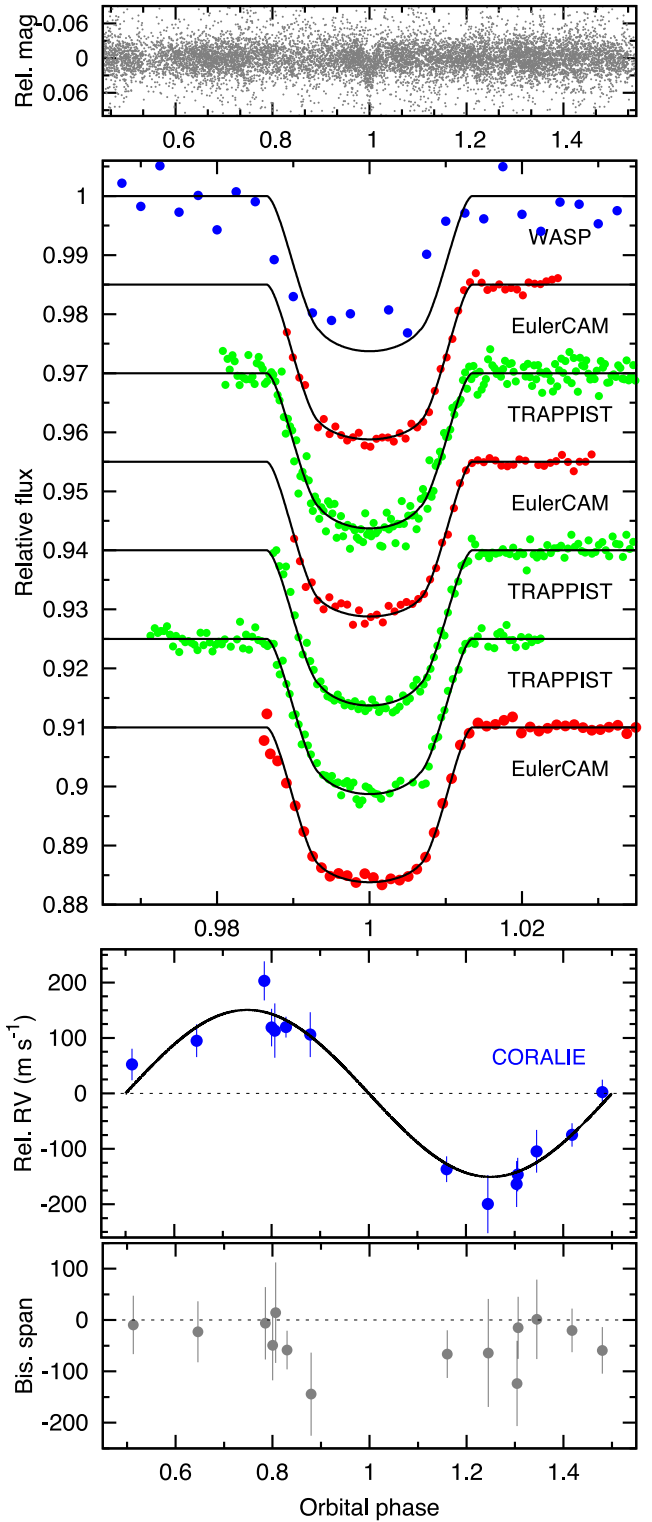 Rel. mag
-0.06
0
0.06
0.6 0.8 1 1.2 1.4
Relative flux
1
0.99
0.98
0.97
0.96
0.95
0.94
0.93
0.92
0.91
0.9
0.89
0.88
WASP
EulerCAM
TRAPPIST
EulerCAM
TRAPPIST
TRAPPIST
EulerCAM
0.98 1 1.02
Rel. RV (m s⁻¹)
200
100
0
-100
-200
CORALIE
Bis. span
100
0
-100
-200
0.6 0.8 1 1.2 1.4
Orbital phase